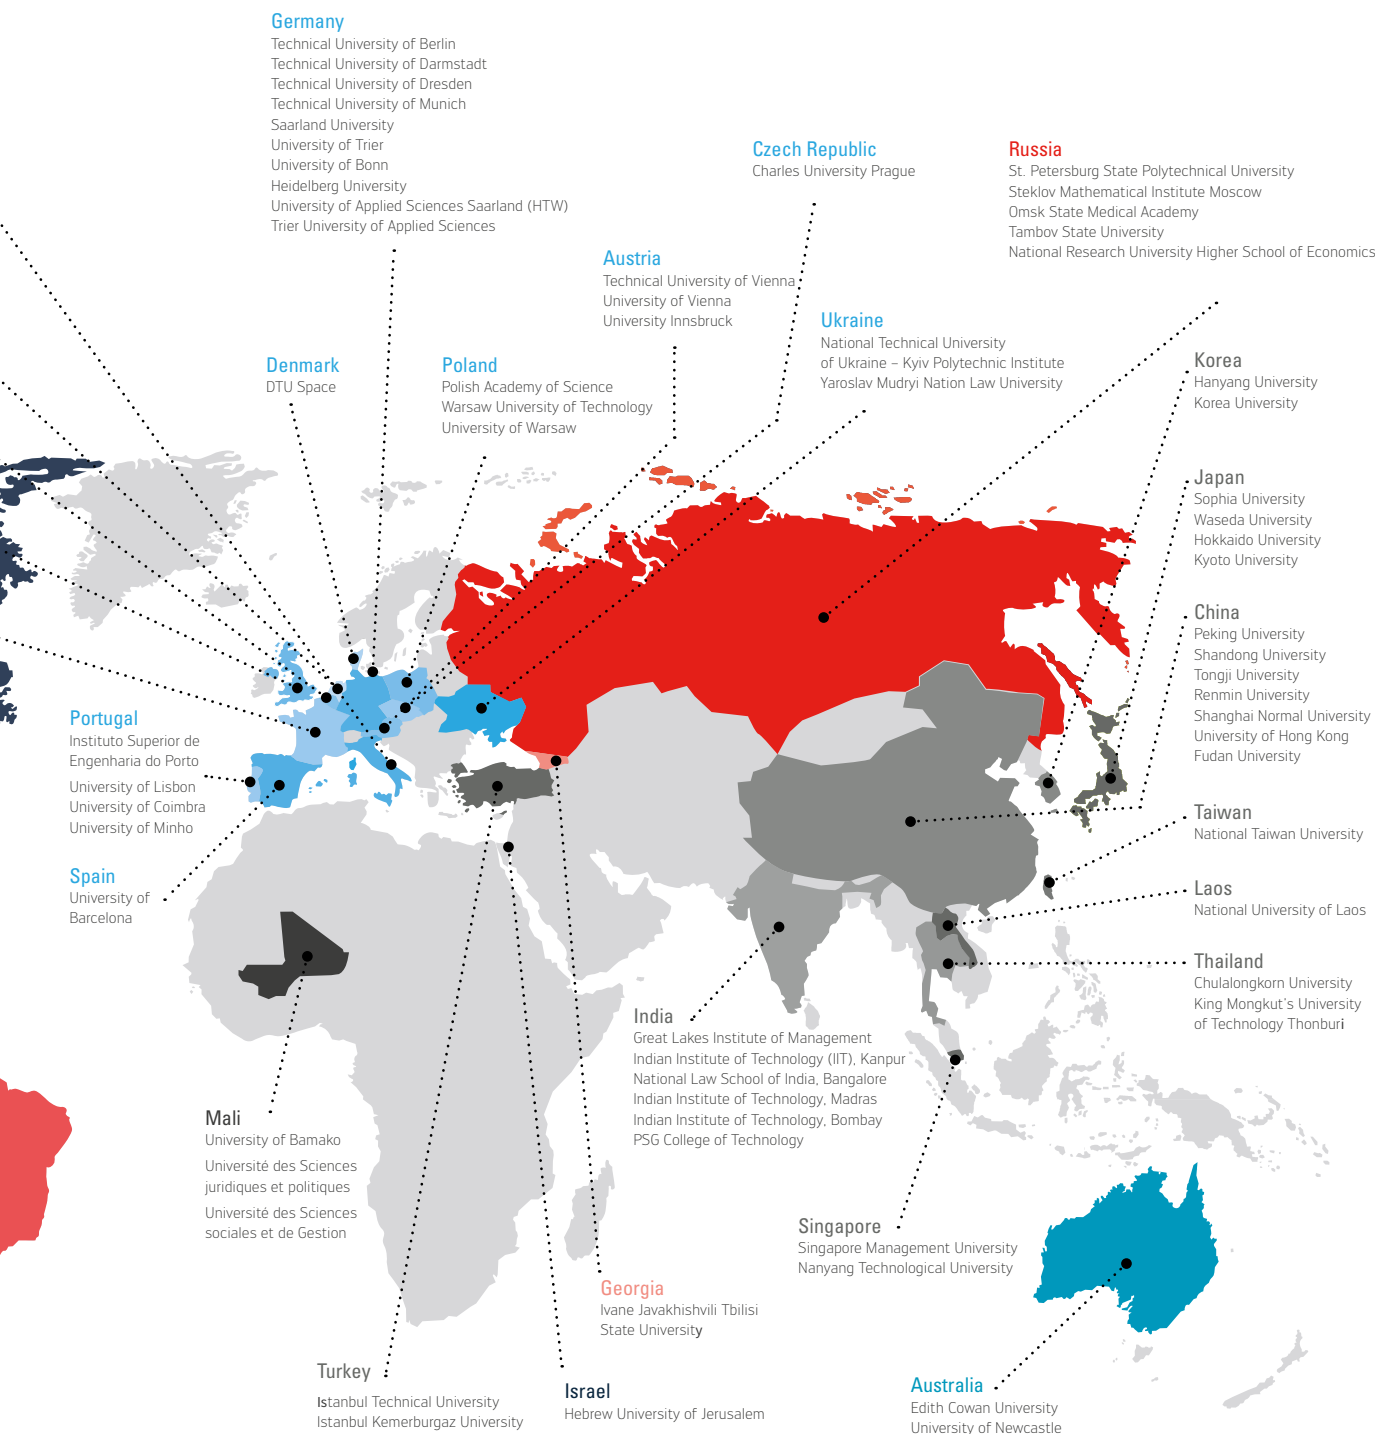 Germany
Technical University of Berlin
Technical University of Darmstadt
Technical University of Dresden
Technical University of Munich
Saarland University
University of Trier
University of Bonn
Heidelberg University
University of Applied Sciences Saarland (HTW)
Trier University of Applied Sciences
Czech Republic
Charles University Prague
Russia
St. Petersburg State Polytechnical University
Steklov Mathematical Institute Moscow
Omsk State Medical Academy
Tambov State University
National Research University Higher School of Economics
Austria
Technical University of Vienna
University of Vienna
University Innsbruck
Ukraine
National Technical University
of Ukraine – Kyiv Polytechnic Institute
Yaroslav Mudryi Nation Law University
Denmark
DTU Space
Poland
Polish Academy of Science
Warsaw University of Technology
University of Warsaw
Korea
Hanyang University
Korea University
Japan
Sophia University
Waseda University
Hokkaido University
Kyoto University
China
Peking University
Shandong University
Tongji University
Renmin University
Shanghai Normal University
University of Hong Kong
Fudan University
Portugal
Instituto Superior de
Engenharia do Porto
University of Lisbon
University of Coimbra
University of Minho
Spain
University of
Barcelona
Taiwan
National Taiwan University
Laos
National University of Laos
Thailand
Chulalongkorn University
King Mongkut's University
of Technology Thonburi
India
Great Lakes Institute of Management
Indian Institute of Technology (IIT), Kanpur
National Law School of India, Bangalore
Indian Institute of Technology, Madras
Indian Institute of Technology, Bombay
PSG College of Technology
Mali
University of Bamako
Université des Sciences
juridiques et politiques
Université des Sciences
sociales et de Gestion
Singapore
Singapore Management University
Nanyang Technological University
Georgia
Ivane Javakhishvili Tbilisi
State University
Turkey
Istanbul Technical University
Istanbul Kemerburgaz University
Israel
Hebrew University of Jerusalem
Australia
Edith Cowan University
University of Newcastle